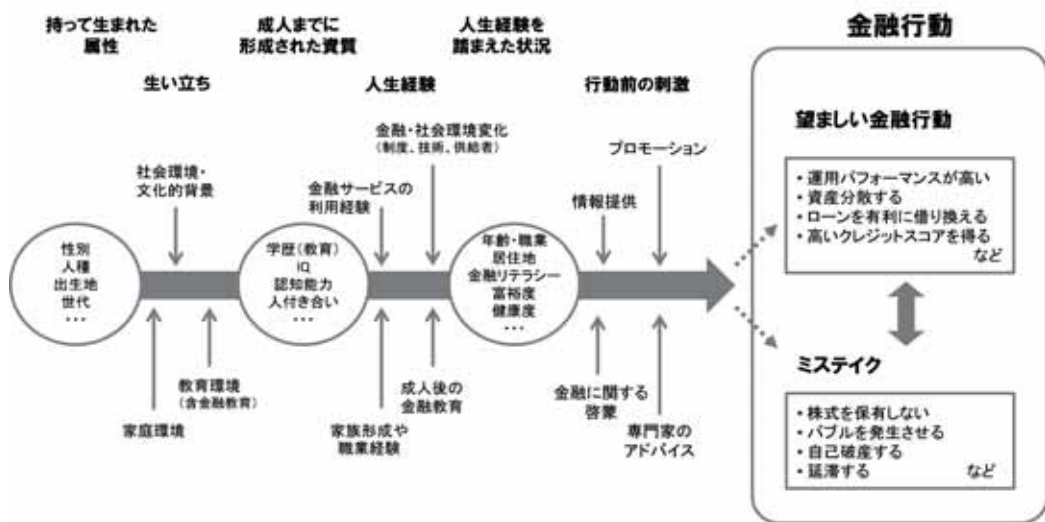 持って生まれた
属性
成人までに
形成された資質
人生経験を
踏まえた状況
金融行動
生い立ち
人生経験
行動前の刺激
社会環境・
文化的背景
金融サービスの
利用経験
金融・社会環境変化
(制度、技術、供給者)
情報提供
プロモーション
性別
人種
出生地
世代
・・・
学歴(教育)
IQ
認知能力
人付き合い
・・・
年齢・職業
居住地
金融リテラシー
富裕度
健康度
・・・
家庭環境
教育環境
(含金融教育)
家族形成や
職業経験
成人後の
金融教育
金融に関する
啓蒙
専門家の
アドバイス
望ましい金融行動
・運用パフォーマンスが高い
・資産分散する
・ローンを有利に借り換える
・高いクレジットスコアを得る
など
ミステイク
・株式を保有しない
・バブルを発生させる
・自己破産する
・延滞する など